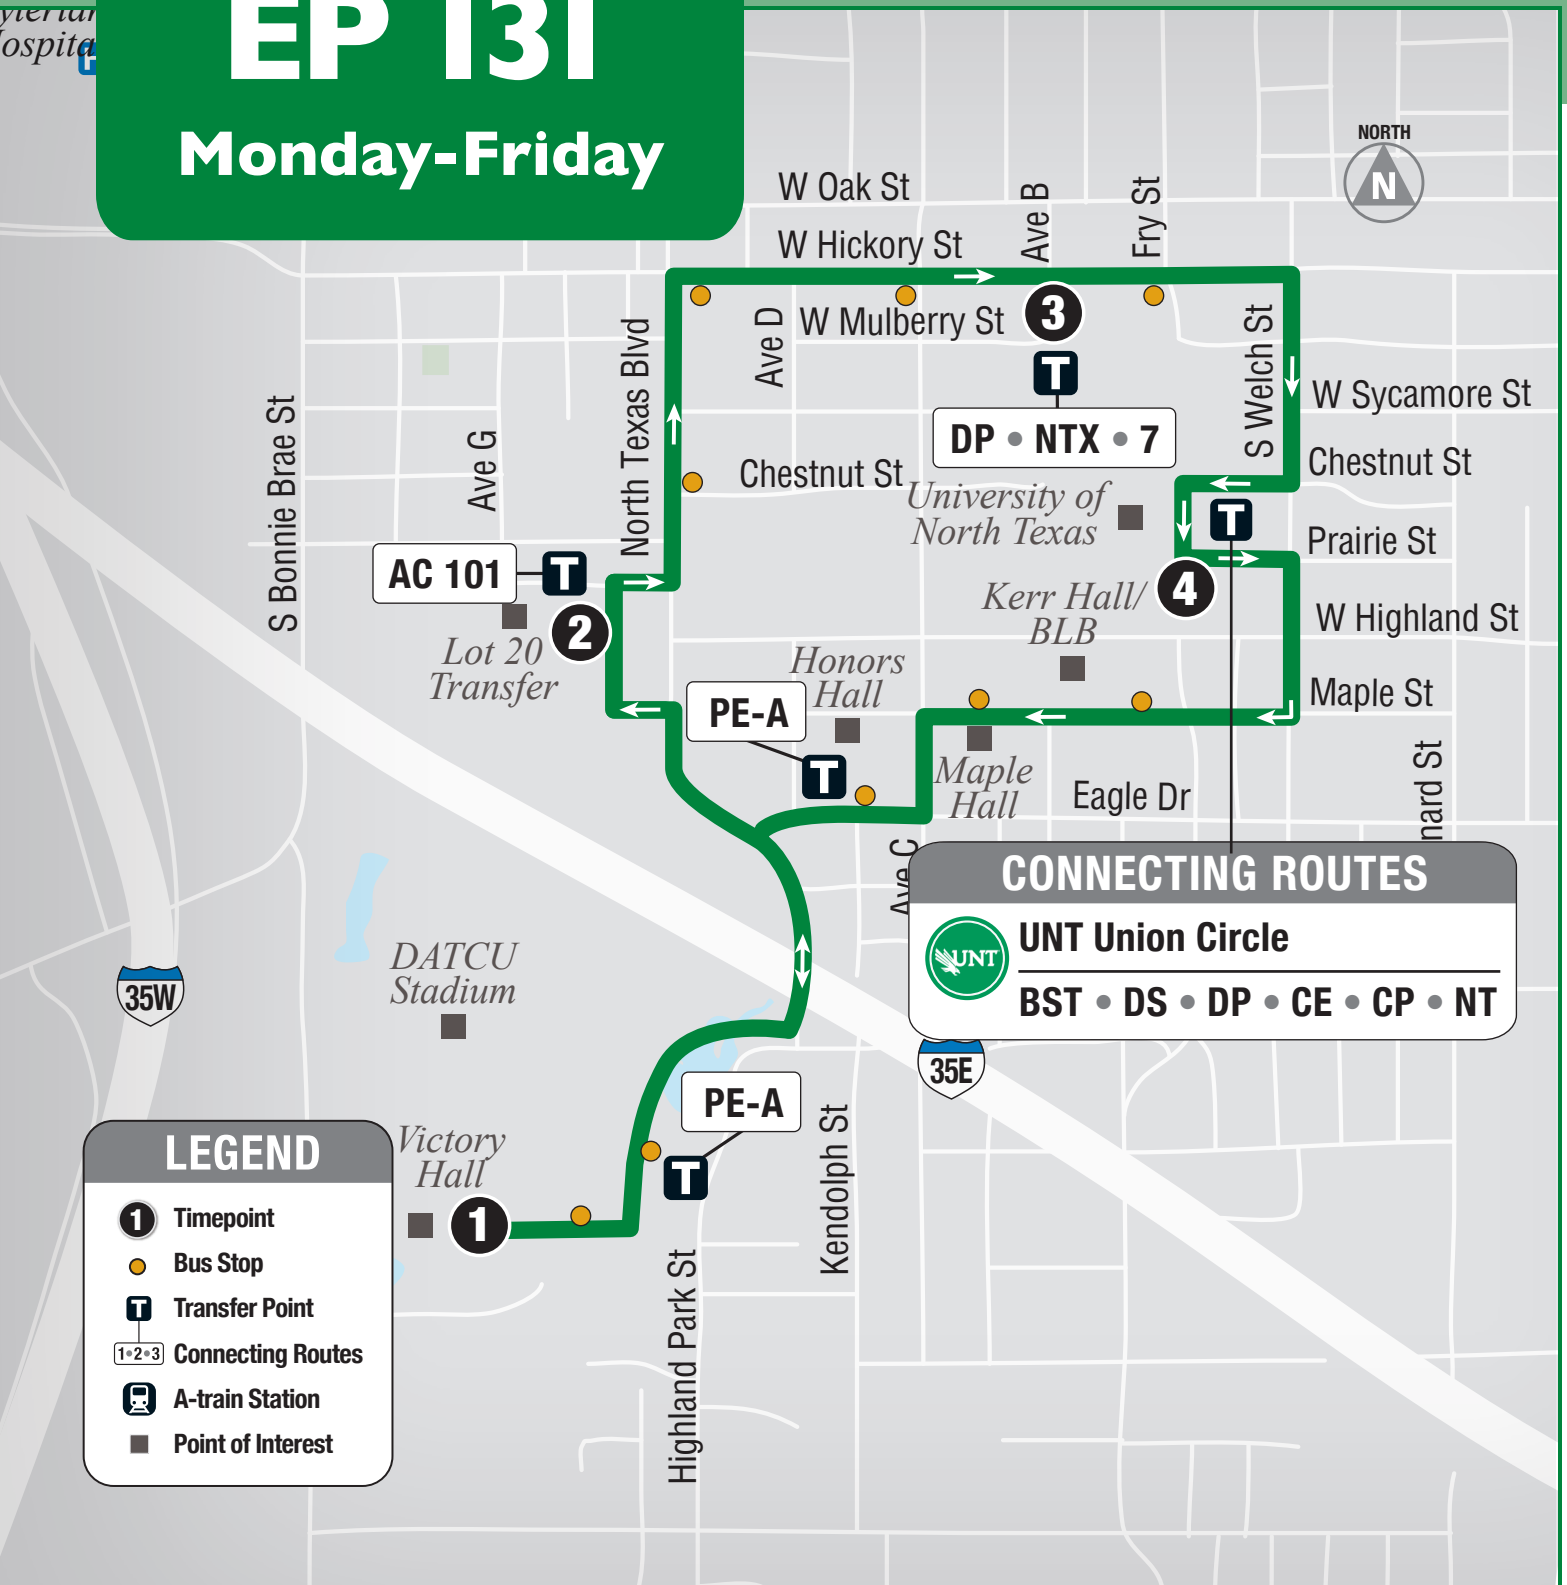 EP 131
Monday-Friday
NORTH
N
W Oak St
W Hickory St
Ave B
Fry St
W Mulberry St
3
T
DP • NTX • 7
Ave D
North Texas Blvd
S Welch St
W Sycamore St
Chestnut St
Chestnut St
S Bonnie Brae St
Ave G
University of
North Texas
T
Prairie St
AC 101
T
2
Lot 20
Transfer
Kerr Hall/
BLB
4
W Highland St
Honors
Hall
PE-A
T
Maple St
Maple
Hall
Eagle Dr
Ave C
CONNECTING ROUTES
UNT
UNT Union Circle
BST • DS • DP • CE • CP • NT
DATCU
Stadium
35W
35E
PE-A
T
Victory
Hall
1
Kendolph St
Highland Park St
LEGEND
1 Timepoint
Bus Stop
T Transfer Point
1•2•3 Connecting Routes
A-train Station
Point of Interest